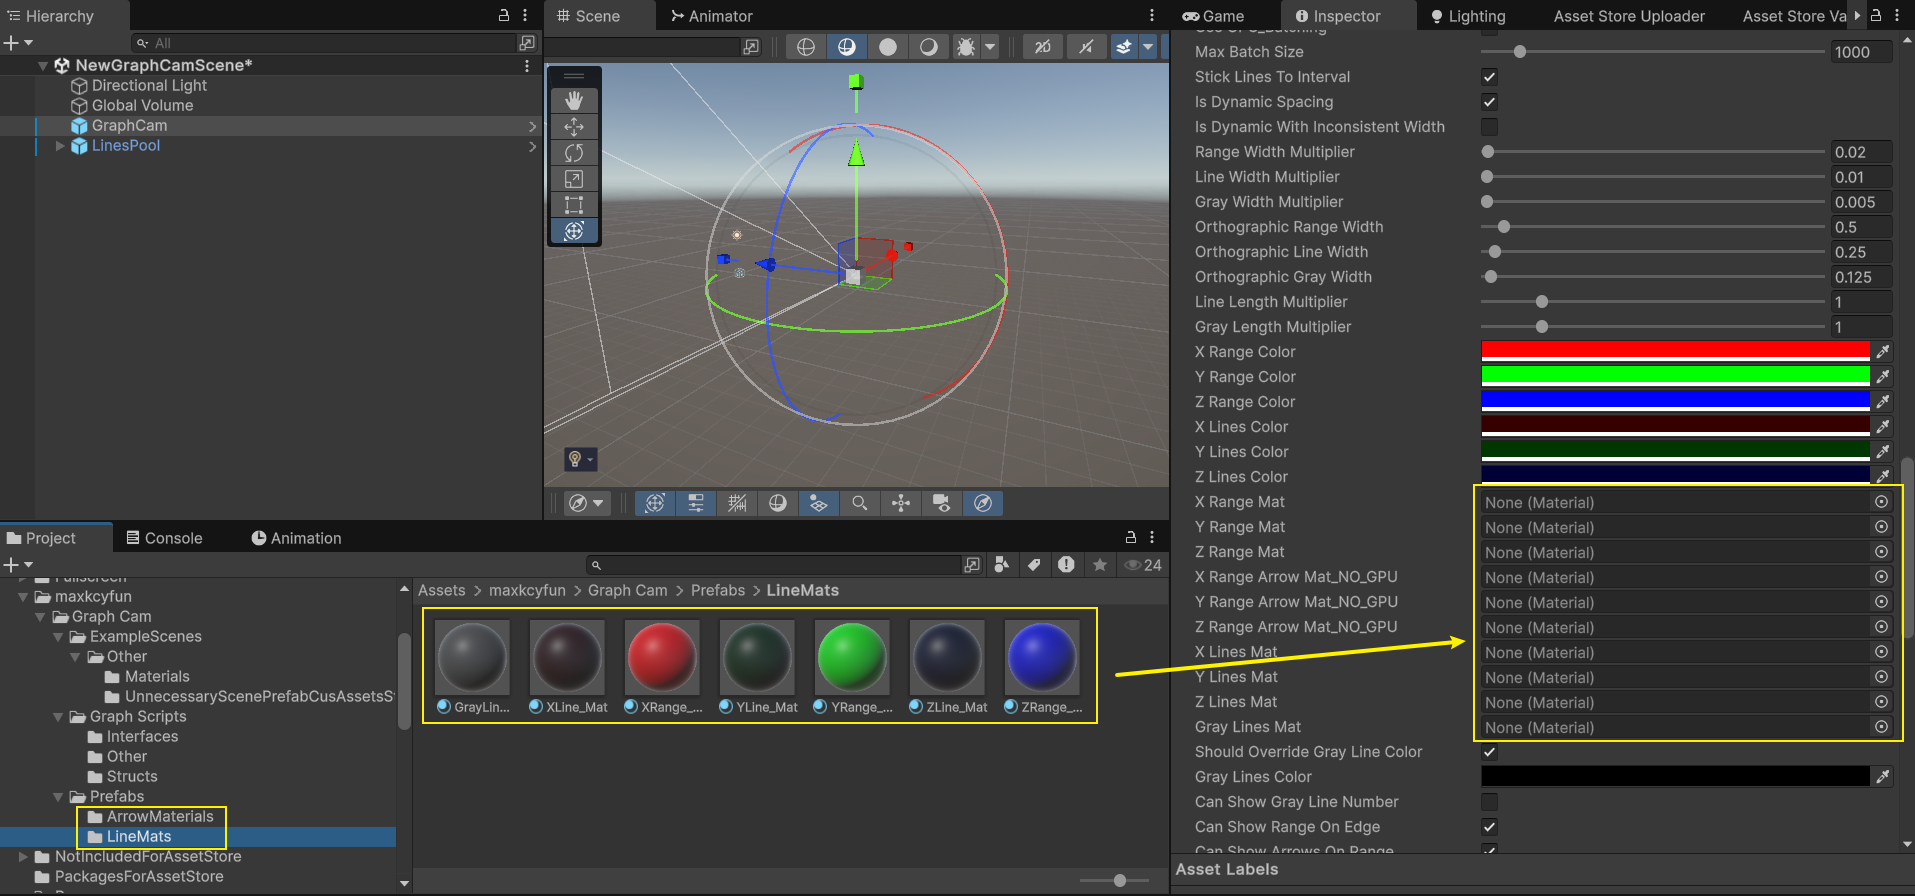 Hierarchy
All
NewGraphCamScene*
Directional Light
Global Volume
GraphCam
LinesPool
Scene
Animator
2D
Game
Inspector
Lighting
Asset Store Uploader
Asset Store Va
Use GPU_Batching
Max Batch Size
1000
Stick Lines To Interval
Is Dynamic Spacing
Is Dynamic With Inconsistent Width
Range Width Multiplier
0.02
Line Width Multiplier
0.01
Gray Width Multiplier
0.005
Orthographic Range Width
0.5
Orthographic Line Width
0.25
Orthographic Gray Width
0.125
Line Length Multiplier
1
Gray Length Multiplier
1
X Range Color
Y Range Color
Z Range Color
X Lines Color
Y Lines Color
Z Lines Color
X Range Mat
None (Material)
Y Range Mat
None (Material)
Z Range Mat
None (Material)
X Range Arrow Mat_NO_GPU
None (Material)
Y Range Arrow Mat_NO_GPU
None (Material)
Z Range Arrow Mat_NO_GPU
None (Material)
X Lines Mat
None (Material)
Y Lines Mat
None (Material)
Z Lines Mat
None (Material)
Gray Lines Mat
None (Material)
Should Override Gray Line Color
Gray Lines Color
Can Show Gray Line Number
Can Show Range On Edge
Can Show Arrows On Range
Asset Labels
Project
Console
Animation
24
Fullscreen
maxkcyfun
Graph Cam
ExampleScenes
Other
Materials
UnnecessaryScenePrefabCusAssetsS
Graph Scripts
Interfaces
Other
Structs
Prefabs
ArrowMaterials
LineMats
NotIncludedForAssetStore
PackagesForAssetStore
Assets > maxkcyfun > Graph Cam > Prefabs > LineMats
GrayLin...
XLine_Mat
XRange_...
YLine_Mat
YRange_...
ZLine_Mat
ZRange_...